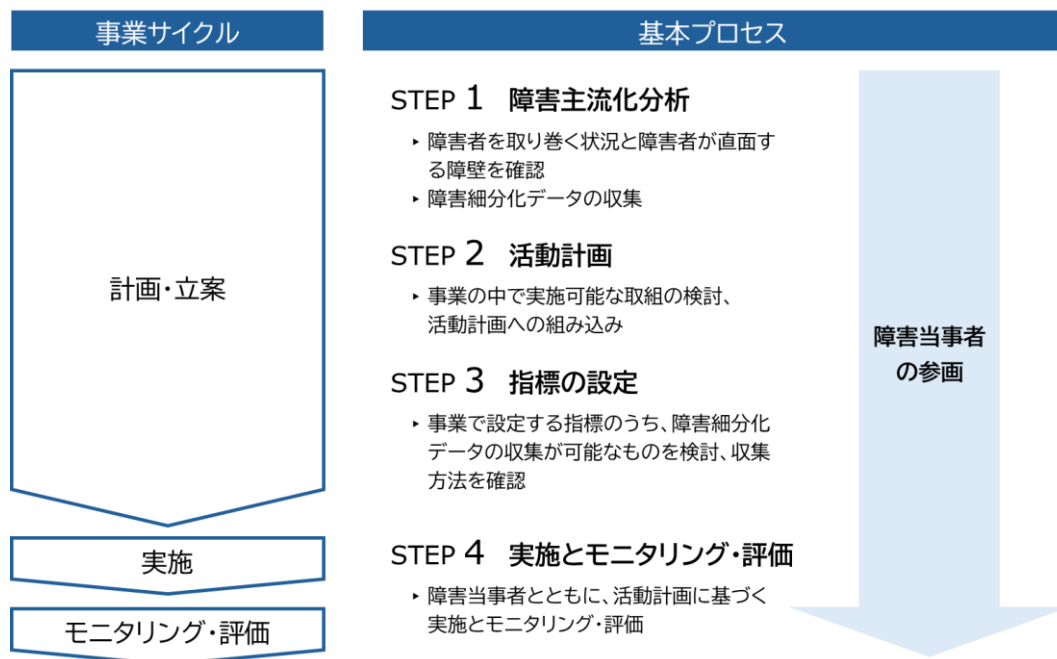 事業サイクル
基本プロセス
計画・立案
実施
モニタリング・評価
STEP 1 障害主流化分析
‣ 障害者を取り巻く状況と障害者が直面す
る障壁を確認
‣ 障害細分化データの収集
STEP 2 活動計画
‣ 事業の中で実施可能な取組の検討、
活動計画への組み込み
STEP 3 指標の設定
‣ 事業で設定する指標のうち、障害細分化
データの収集が可能なものを検討、収集
方法を確認
STEP 4 実施とモニタリング・評価
‣ 障害当事者とともに、活動計画に基づく
実施とモニタリング・評価
障害当事者
の参画